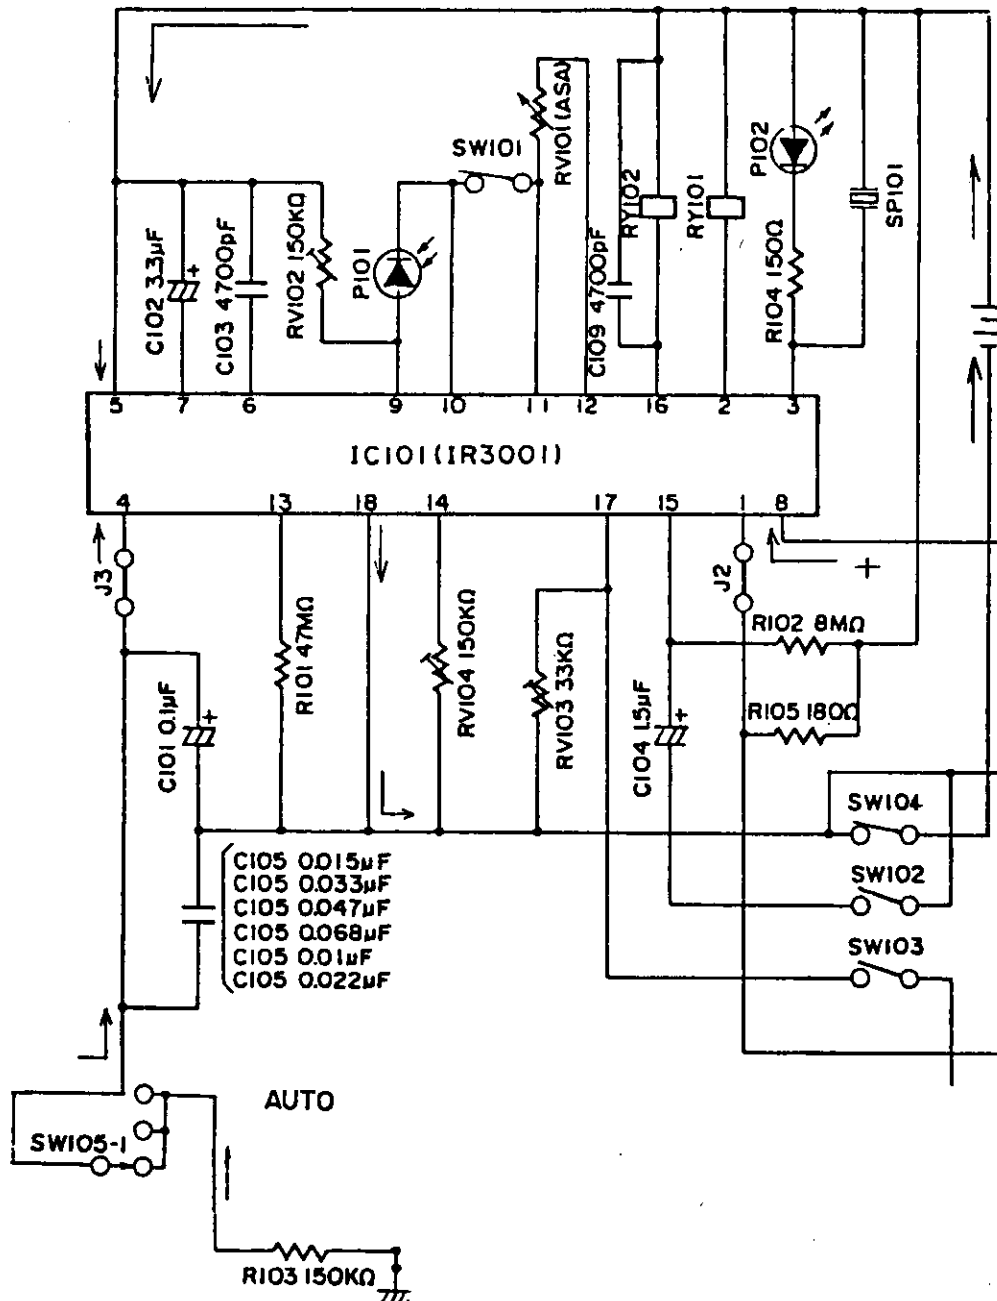 SW101
RV101(ASA)
P102
RY102
RY101
SP101
C102 3.3µF
+
C103 4700pF
RV102 150KΩ
P101
C109 4700pF
R104 150Ω
5 7 6 9 10 11 12 16 2 3
IC101(IR3001)
4 13 18 14 17 15 1 8
J3
J2
+
R101 47MΩ
RV104 150KΩ
RV103 33KΩ
R102 8MΩ
C101 0.1µF
+
C104 1.5µF
+
R105 180Ω
SW104
C105 0.015µF
C105 0.033µF
C105 0.047µF
C105 0.068µF
C105 0.01µF
C105 0.022µF
SW102
SW103
AUTO
SW105-1
R103 150KΩ